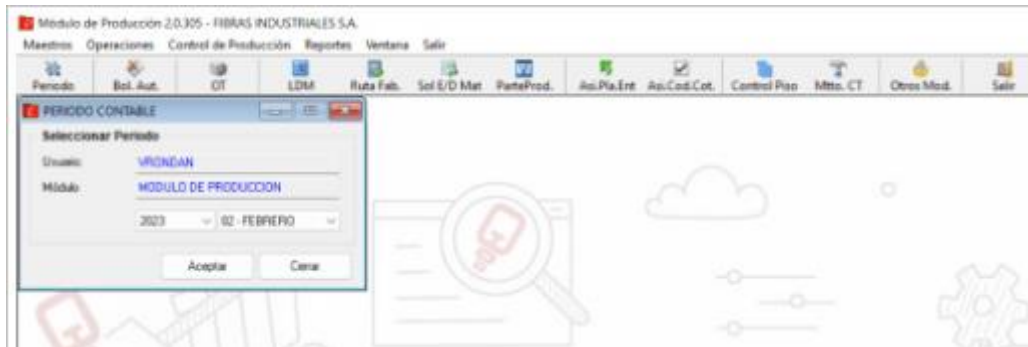 Módulo de Producción 2.0.305 - FIBRAS INDUSTRIALES S.A.
Maestros Operaciones Control de Producción Reportes Ventana Salir
Periodo Bol. Aut. OT LDM Ruta Fab. Sol E/D Mat ParteProd. Asi.Pla.Ent Asi.Cod.Cot. Control Piso Mtto. CT Otros Mod. Salir
PERIODO CONTABLE
Seleccionar Periodo
Usuario VRONDAN
Módulo MODULO DE PRODUCCION
2023 02 - FEBRERO
Aceptar Cerrar